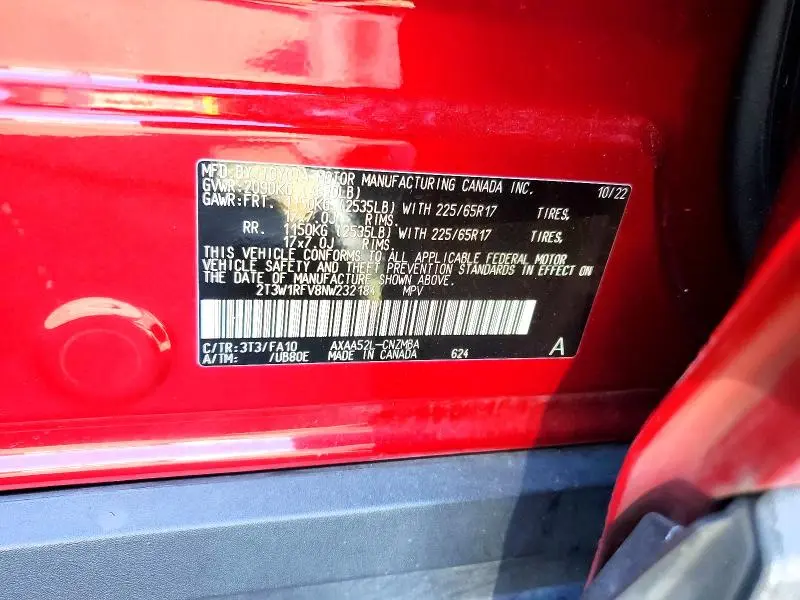 MFD.BY: TOYOTA MOTOR MANUFACTURING CANADA INC. 10/22
GVWR: 2090KG
GAWR:FRT. 1150KG (2535LB) WITH 225/65R17 TIRES,
RIMS
RR. 1150KG (2535LB) WITH 225/65R17 TIRES,
17x7.0J RIMS
THIS VEHICLE CONFORMS TO ALL APPLICABLE FEDERAL MOTOR
VEHICLE SAFETY AND THEFT PREVENTION STANDARDS IN EFFECT ON
THE DATE OF MANUFACTURE SHOWN ABOVE.
2T3W1RFV8NW232184 MPV
C/TR:3T3/FA10 AXAA52L-CNZMBA
A/TM: /UB80E MADE IN CANADA 624 A